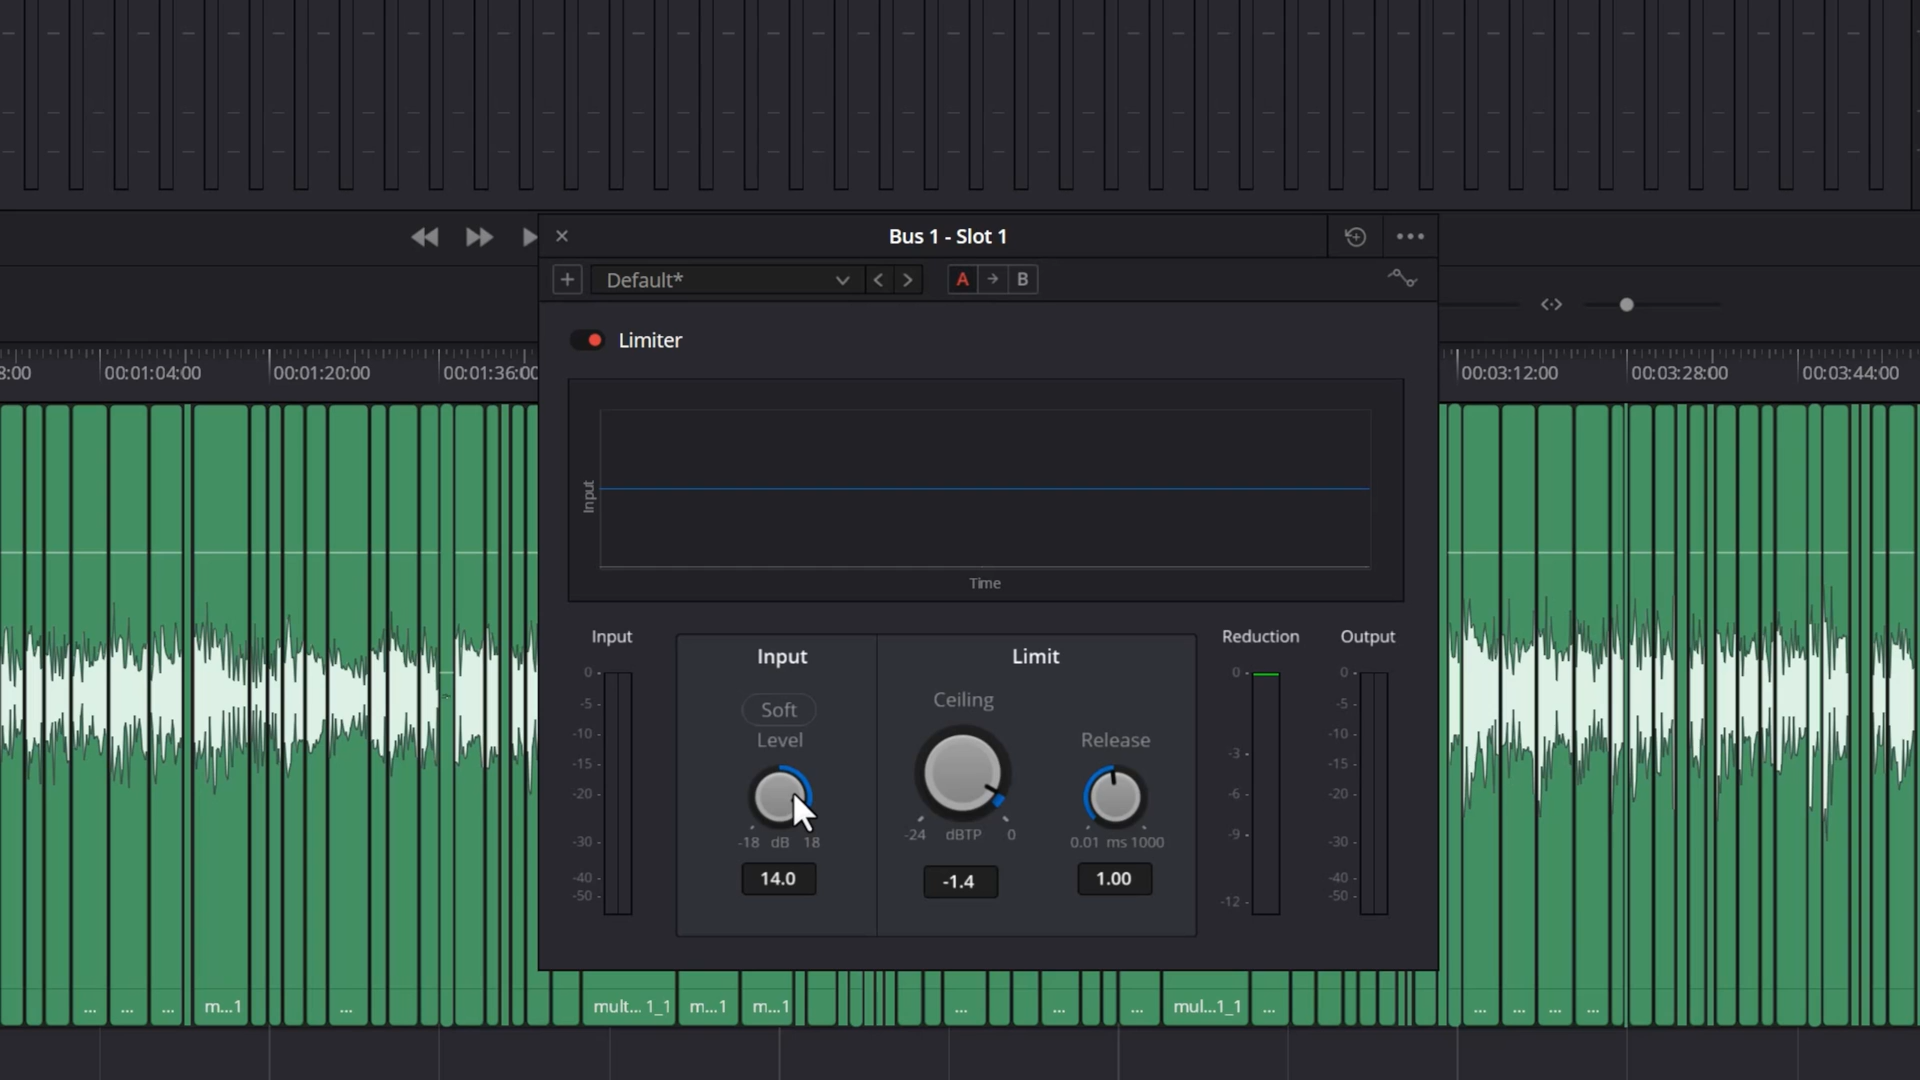 Bus 1 - Slot 1
Default*
A
B
Limiter
8:00
00:01:04:00
00:01:20:00
00:01:36:00
00:03:12:00
00:03:28:00
00:03:44:00
Input
Time
Input
0
-5
-10
-15
-20
-30
-40
-50
Input
Soft
Level
-18 dB 18
14.0
Limit
Ceiling
-24 dBTP 0
-1.4
Release
0.01 ms 1000
1.00
Reduction
0
-3
-6
-9
-12
Output
0
-5
-10
-15
-20
-30
-40
-50
...
...
...
m...1
...
mult... 1_1
m...1
m...1
...
...
...
mul...1_1
...
...
...
...
...